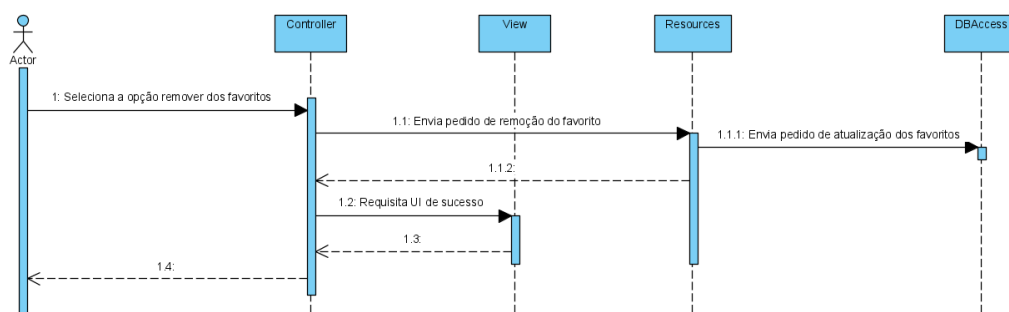 Controller
View
Resources
DBAccess
Actor
1: Seleciona a opção remover dos favoritos
1.1: Envia pedido de remoção do favorito
1.1.1: Envia pedido de atualização dos favoritos
1.1.2:
1.2: Requisita UI de sucesso
1.3:
1.4: